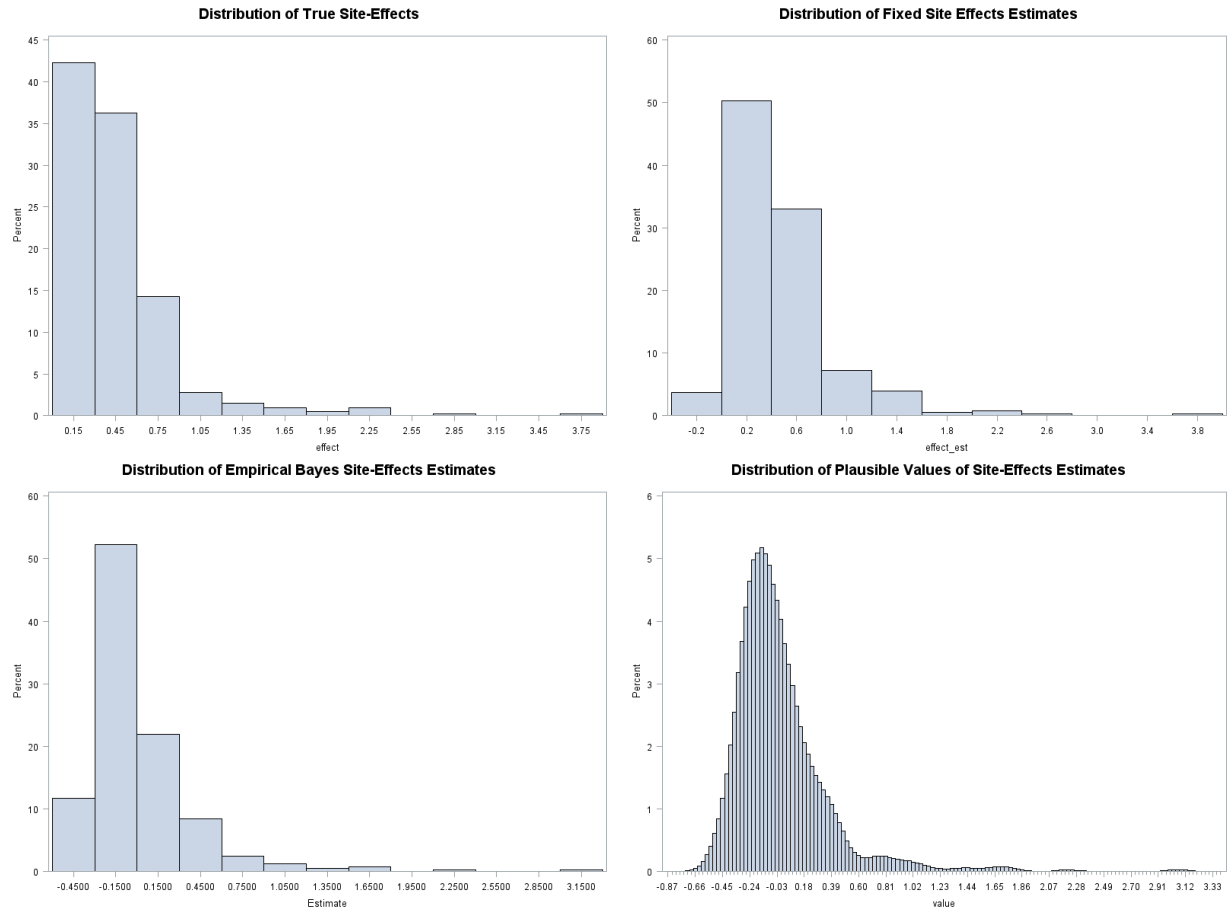 Distribution of True Site-Effects
45
40
35
30
25
20
15
10
5
0
Percent
0.15 0.45 0.75 1.05 1.35 1.65 1.95 2.25 2.55 2.85 3.15 3.45 3.75
effect
Distribution of Fixed Site Effects Estimates
60
50
40
30
20
10
0
Percent
-0.2 0.2 0.6 1.0 1.4 1.8 2.2 2.6 3.0 3.4 3.8
effect_est
Distribution of Empirical Bayes Site-Effects Estimates
60
50
40
30
20
10
0
Percent
-0.4500 -0.1500 0.1500 0.4500 0.7500 1.0500 1.3500 1.6500 1.9500 2.2500 2.5500 2.8500 3.1500
Estimate
Distribution of Plausible Values of Site-Effects Estimates
6
5
4
3
2
1
0
Percent
-0.87 -0.66 -0.45 -0.24 -0.03 0.18 0.39 0.60 0.81 1.02 1.23 1.44 1.65 1.86 2.07 2.28 2.49 2.70 2.91 3.12 3.33
value